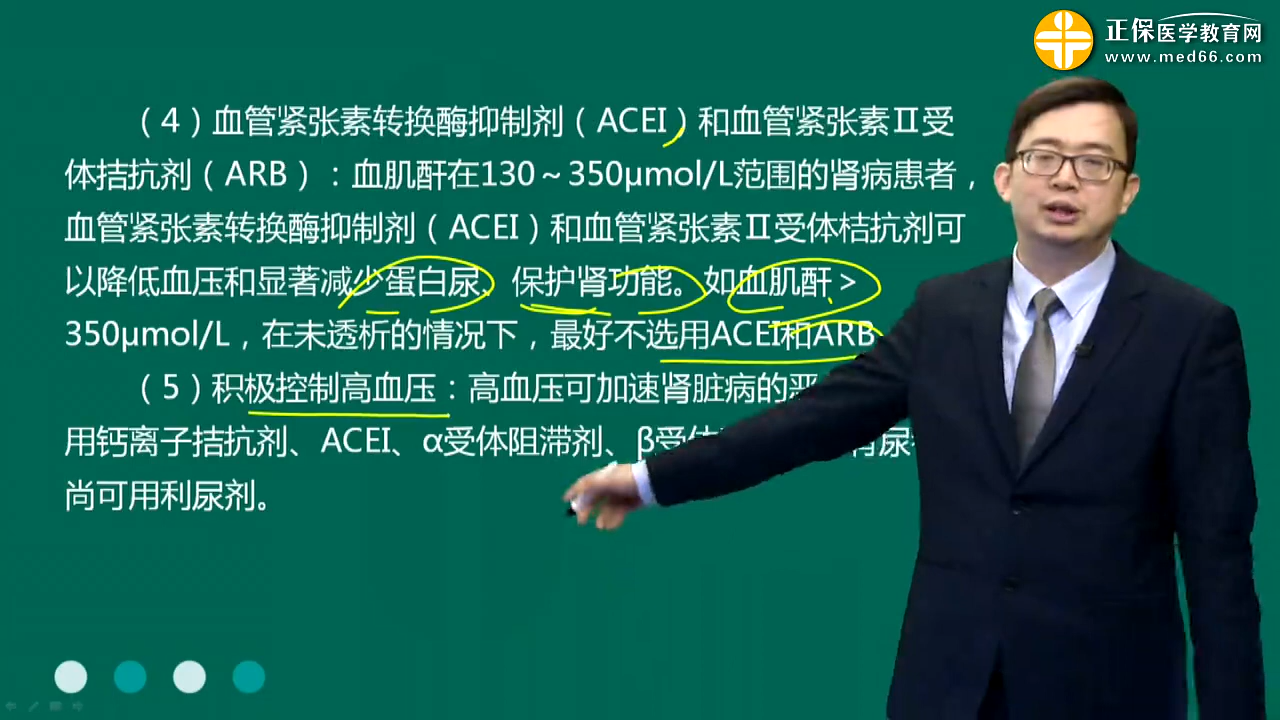 正保医学教育网
www.med66.com
（4）血管紧张素转换酶抑制剂（ACEI）和血管紧张素Ⅱ受
体拮抗剂（ARB）：血肌酐在130～350μmol/L范围的肾病患者，
血管紧张素转换酶抑制剂（ACEI）和血管紧张素Ⅱ受体桔抗剂可
以降低血压和显著减少蛋白尿、保护肾功能。如血肌酐>
350μmol/L，在未透析的情况下，最好不选用ACEI和ARB
（5）积极控制高血压：高血压可加速肾脏病的恶
用钙离子拮抗剂、ACEI、α受体阻滞剂、β受体
尚可用利尿剂。